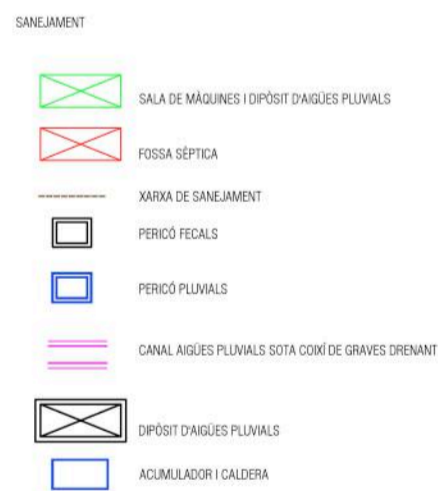 SANEJAMENT
SALA DE MÀQUINES I DIPÒSIT D'AIGÜES PLUVIALS
FOSSA SÈPTICA
XARXA DE SANEJAMENT
PERICÓ FECALS
PERICÓ PLUVIALS
CANAL AIGÜES PLUVIALS SOTA COIXÍ DE GRAVES DRENANT
DIPÒSIT D'AIGÜES PLUVIALS
ACUMULADOR I CALDERA